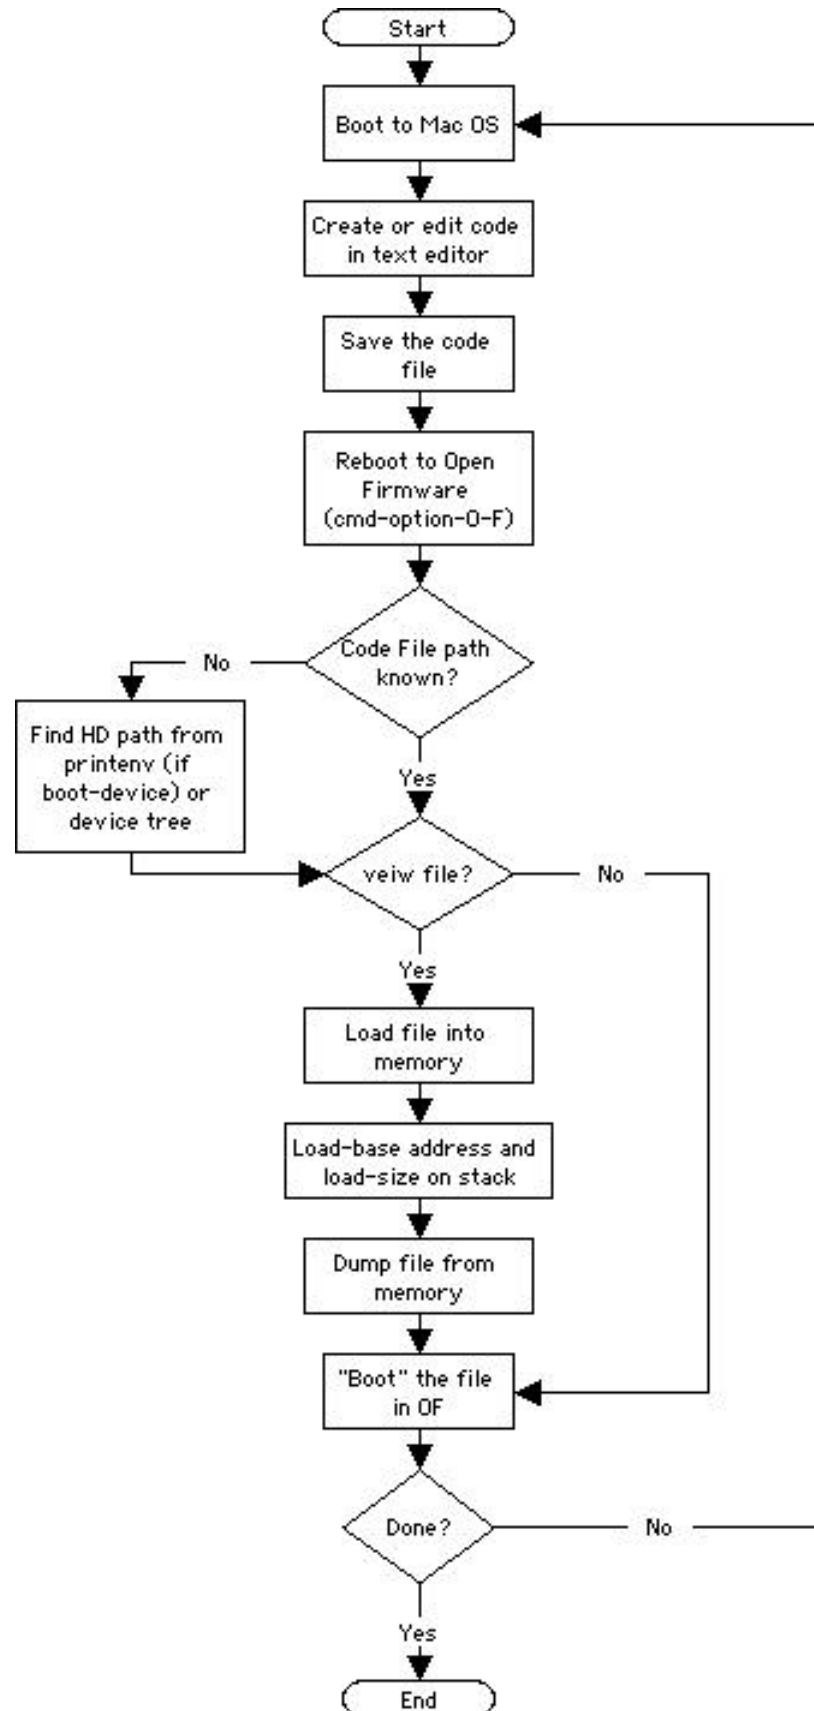 Start
Boot to Mac OS
Create or edit code
in text editor
Save the code
file
Reboot to Open
Firmware
(cmd-option-O-F)
Code File path
known?
No
Find HD path from
printenv (if
boot-device) or
device tree
Yes
veiw file?
No
Yes
Load file into
memory
Load-base address and
load-size on stack
Dump file from
memory
"Boot" the file
in OF
Done?
No
Yes
End